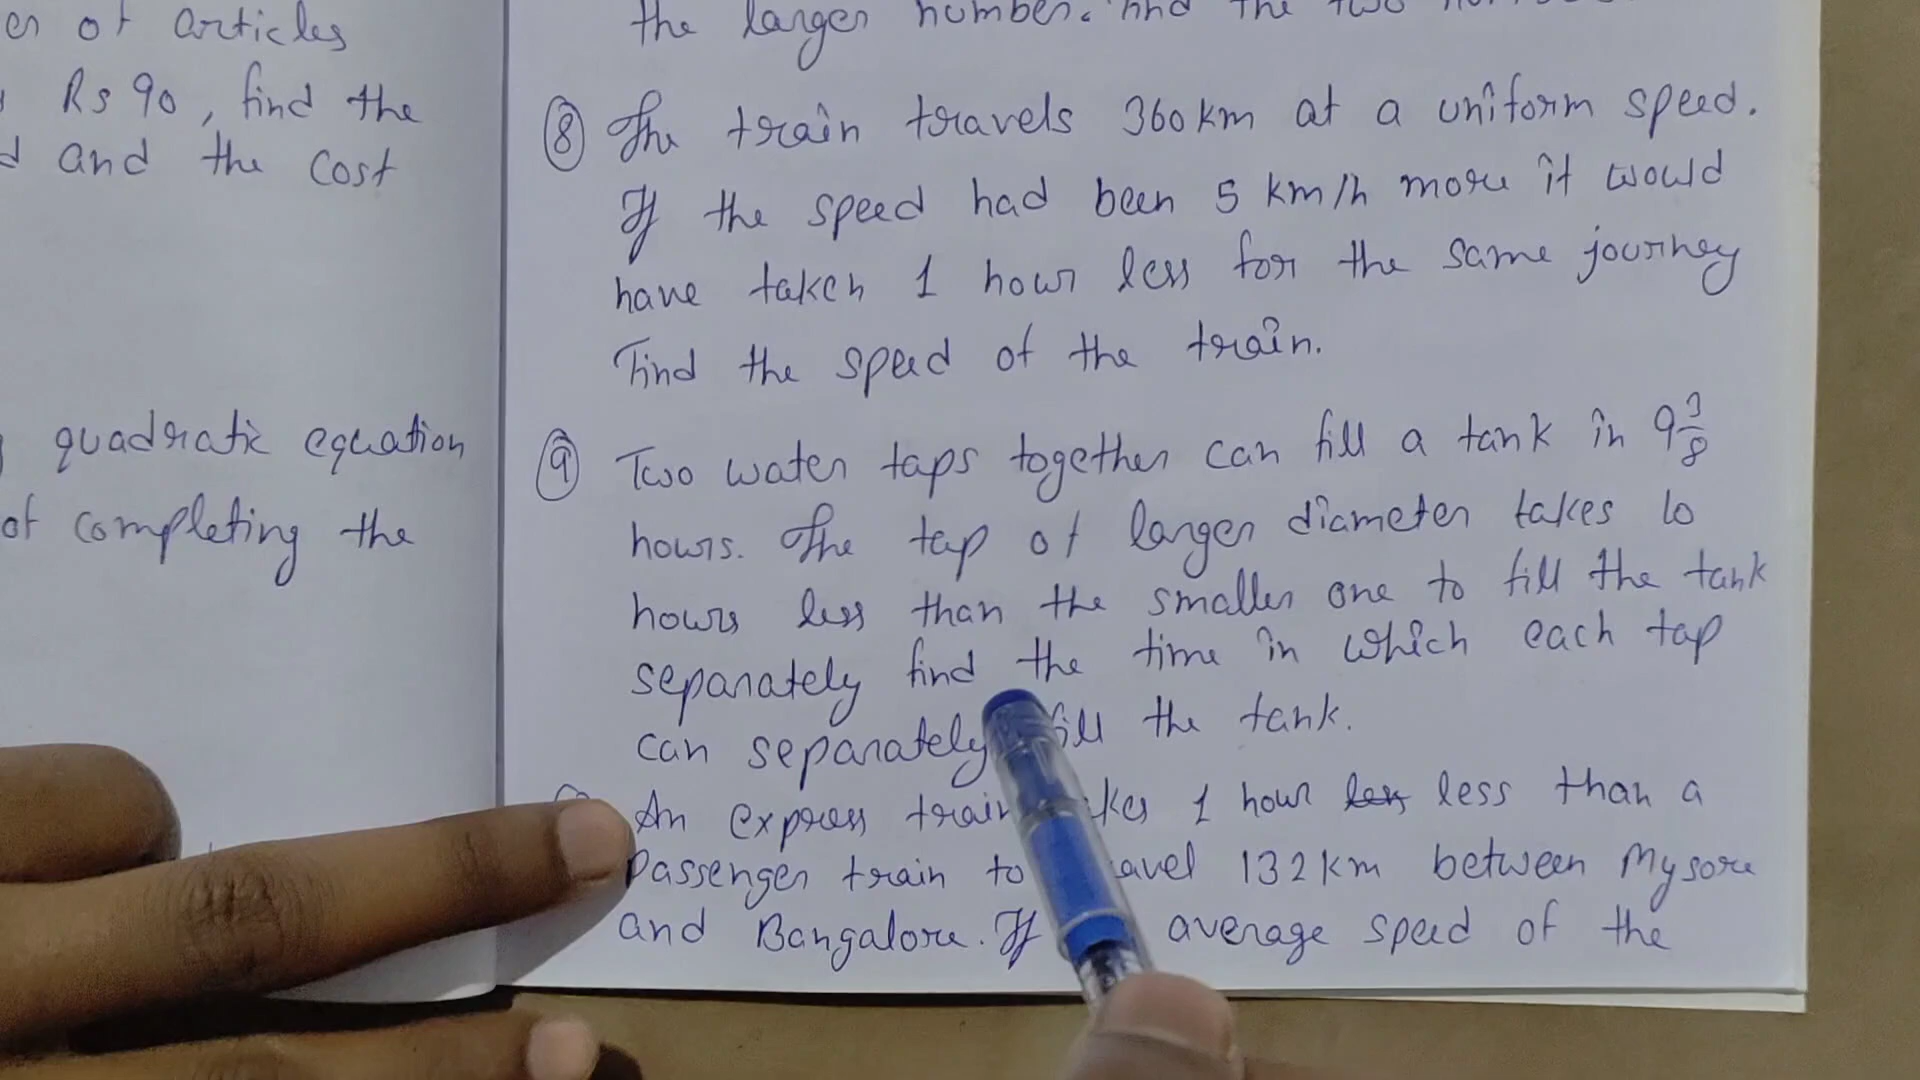 er of articles
Rs 90, find the
and the cost
quadratic equation
of completing the
the larger number. find the two
⑧ The train travels 360km at a uniform speed.
If the speed had been 5 km/h more it would
have taken 1 hour less for the same journey
Find the speed of the train.
⑨ Two water taps together can fill a tank in 9 3/8
hours. The tap of larger diameter takes 10
hours less than the smaller one to fill the tank
separately find the time in which each tap
can separately fill the tank.
An express train 1 hour less than a
passenger train to 132km between Mysore
and Bangalore. If average speed of the